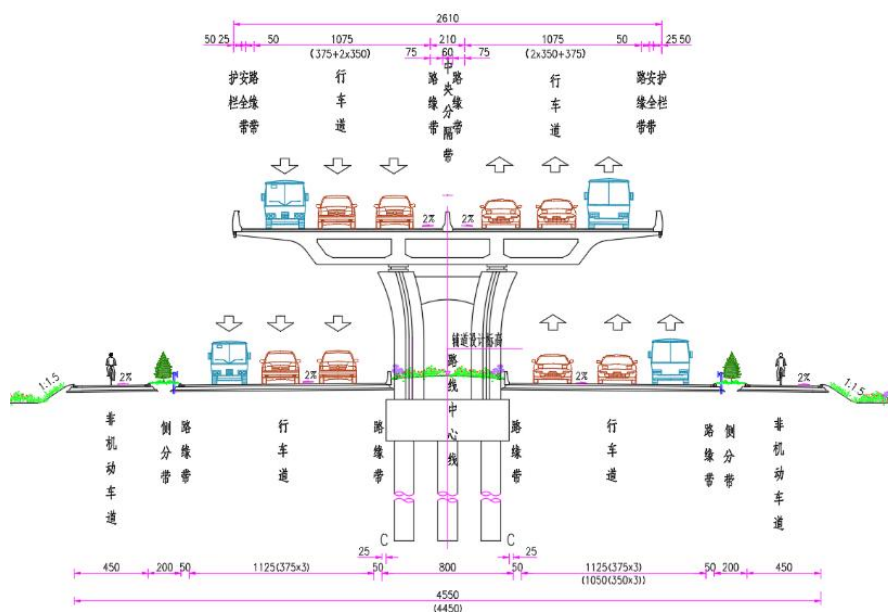 2610
50 25 50 1075 210 1075 50 25 50
(375+2x350) 75 60 75 (2x350+375)
护栏
安全带
路缘带
行车道
路缘带
中央分隔带
路缘带
行车道
路缘带
安全带
护栏
2% 2%
辅道设计标高
1:1.5 2% 2% 2% 2% 1:1.5
非机动车道
侧分带
路缘带
行车道
路缘带
路线中心线
路缘带
行车道
路缘带
侧分带
非机动车道
C C
25 25
450 200 50 1125(375x3) 50 800 50 1125(375x3) 50 200 450
(1050(350x3))
4550
(4450)